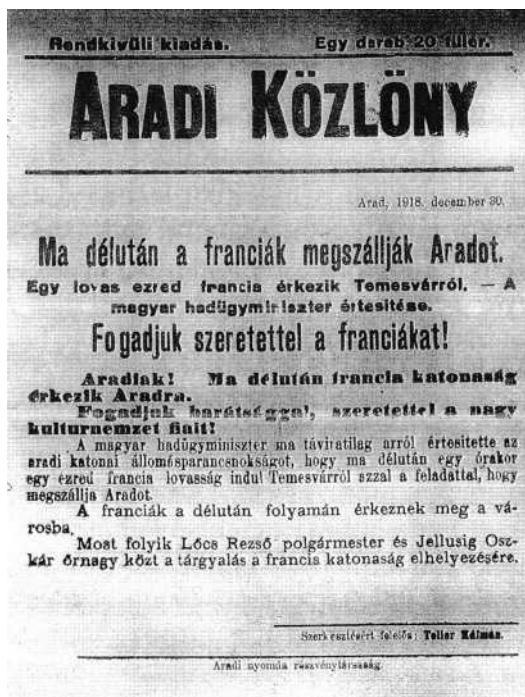 Rendkivüli kiadás. Egy darab 20 fillér.
ARADI KÖZLÖNY
Arad, 1918. december 30.
Ma délután a franciák megszállják Aradot.
Egy lovas ezred francia érkezik Temesvárról. — A
magyar hadügyminiszter értesitése.
Fogadjuk szeretettel a franciákat!
Aradiak! Ma délután francia katonaság
érkezik Aradra.
Fogadjuk barátsággal, szeretettel a nagy
kulturnemzet fiait!
A magyar hadügyminiszter ma távíratilag arról értesitette az
aradi katonai állomásparancsnokságot, hogy ma délután egy órakor
egy ezred francia lovasság indul Temesvárról azzal a feladattal, hogy
megszállja Aradot.
A franciák a délután folyamán érkeznek meg a vá-
rosba.
Most folyik Lőcs Rezső polgármester és Jellusig Osz-
kár őrnagy közt a tárgyalás a francia katonaság elhelyezésére.
Szerkesztésért felelős: Teller Kálmán.
Aradi nyomda részvénytársaság.